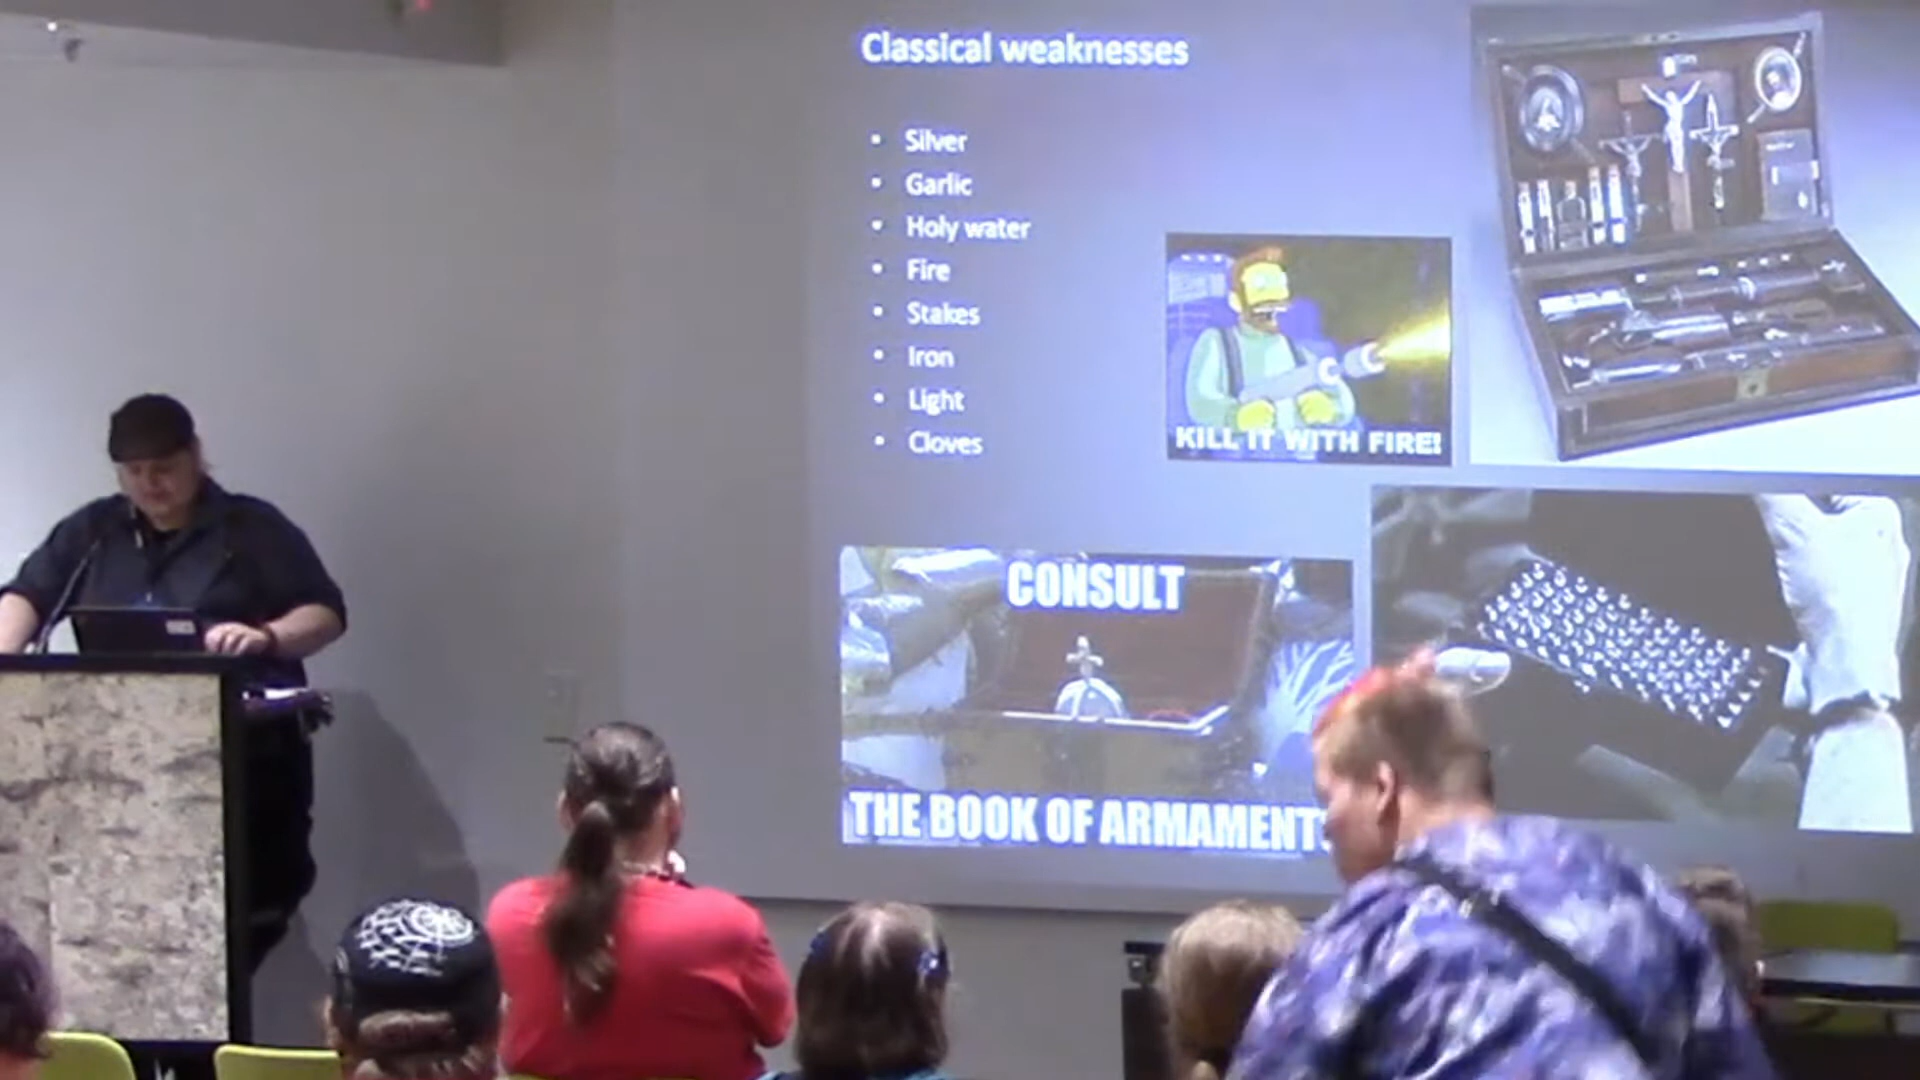 Classical weaknesses
• Silver
• Garlic
• Holy water
• Fire
• Stakes
• Iron
• Light
• Cloves
KILL IT WITH FIRE!
CONSULT
THE BOOK OF ARMAMENTS